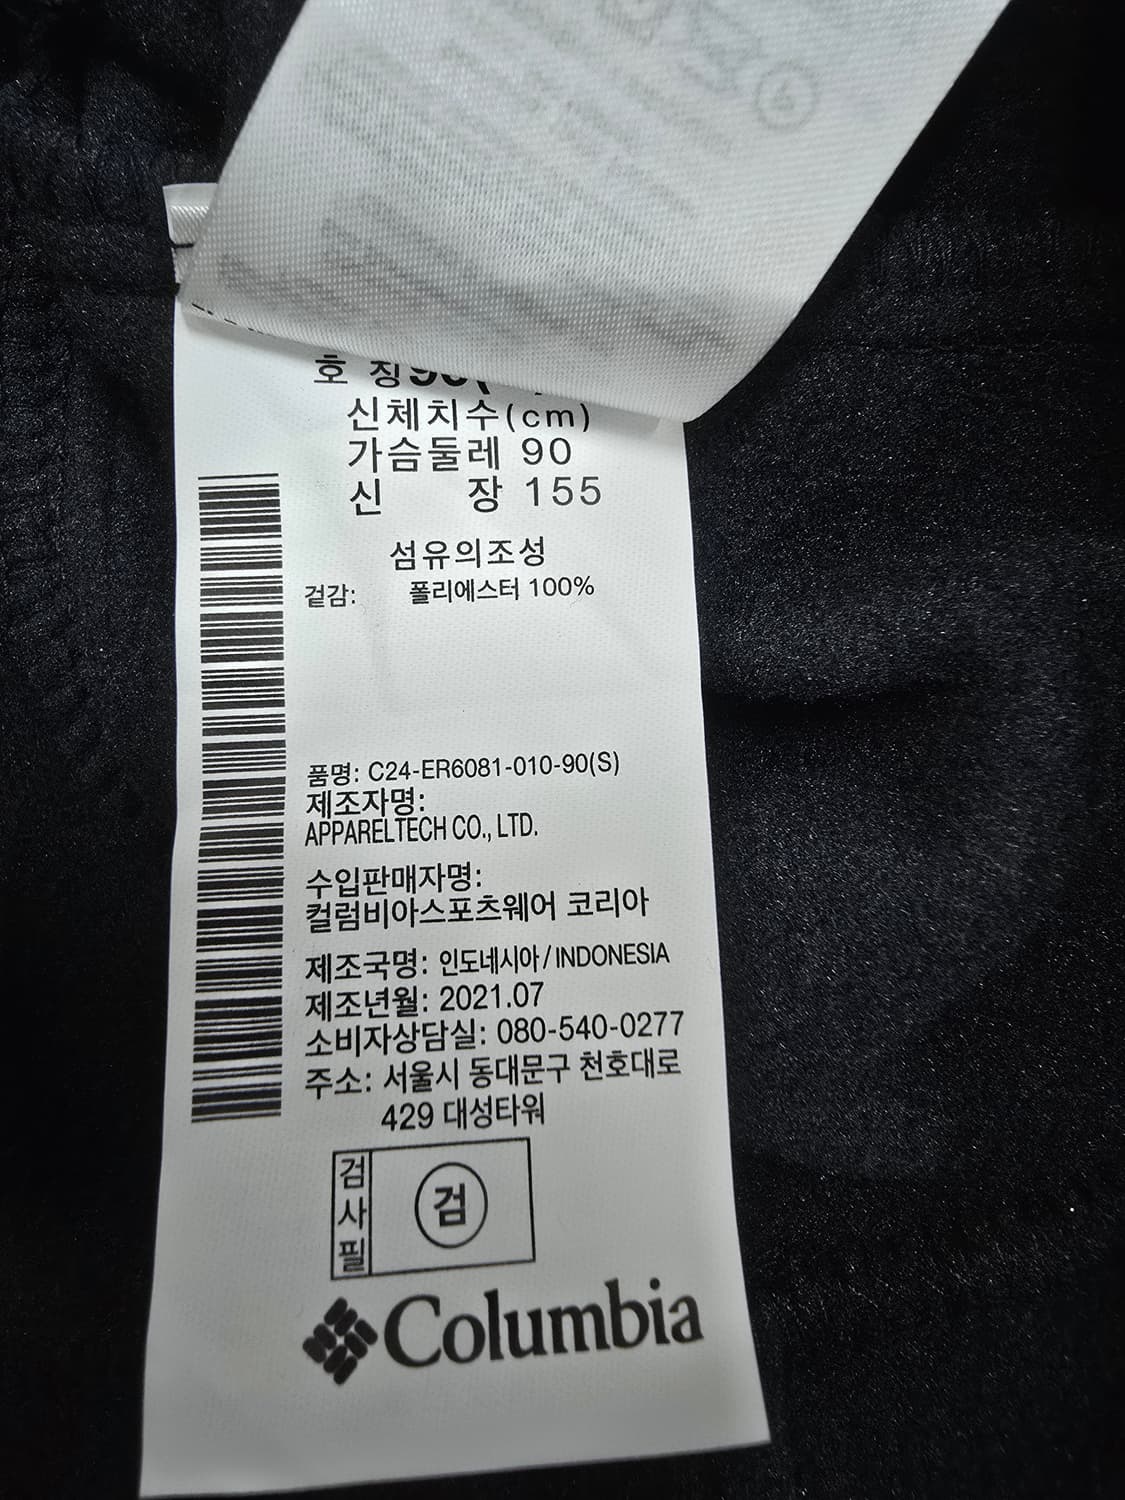 호 칭
신체치수(cm)
가슴둘레 90
신 장 155
섬유의조성
겉감: 폴리에스터 100%
품명: C24-ER6081-010-90(S)
제조자명:
APPARELTECH CO., LTD.
수입판매자명:
컬럼비아스포츠웨어 코리아
제조국명: 인도네시아/INDONESIA
제조년월: 2021.07
소비자상담실: 080-540-0277
주소: 서울시 동대문구 천호대로
429 대성타워
검사필
검
Columbia